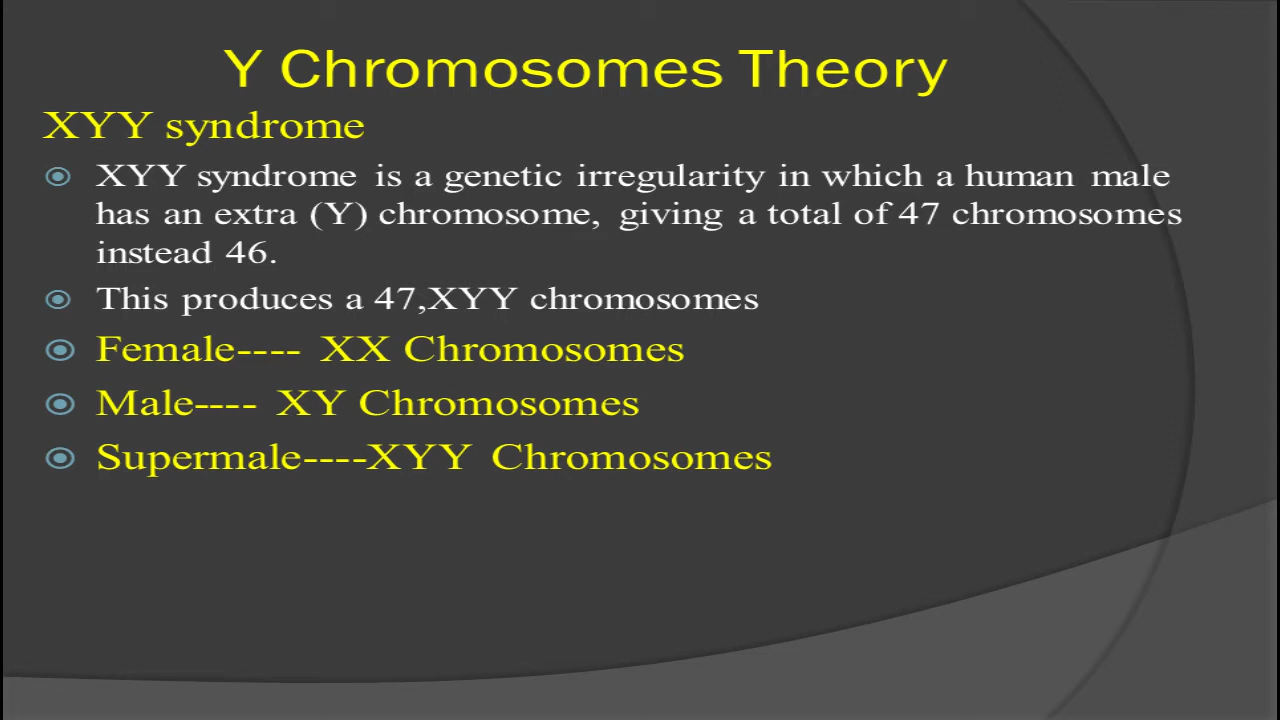 Y Chromosomes Theory
XYY syndrome
XYY syndrome is a genetic irregularity in which a human male
has an extra (Y) chromosome, giving a total of 47 chromosomes
instead 46.
This produces a 47,XYY chromosomes
Female---- XX Chromosomes
Male---- XY Chromosomes
Supermale----XYY Chromosomes